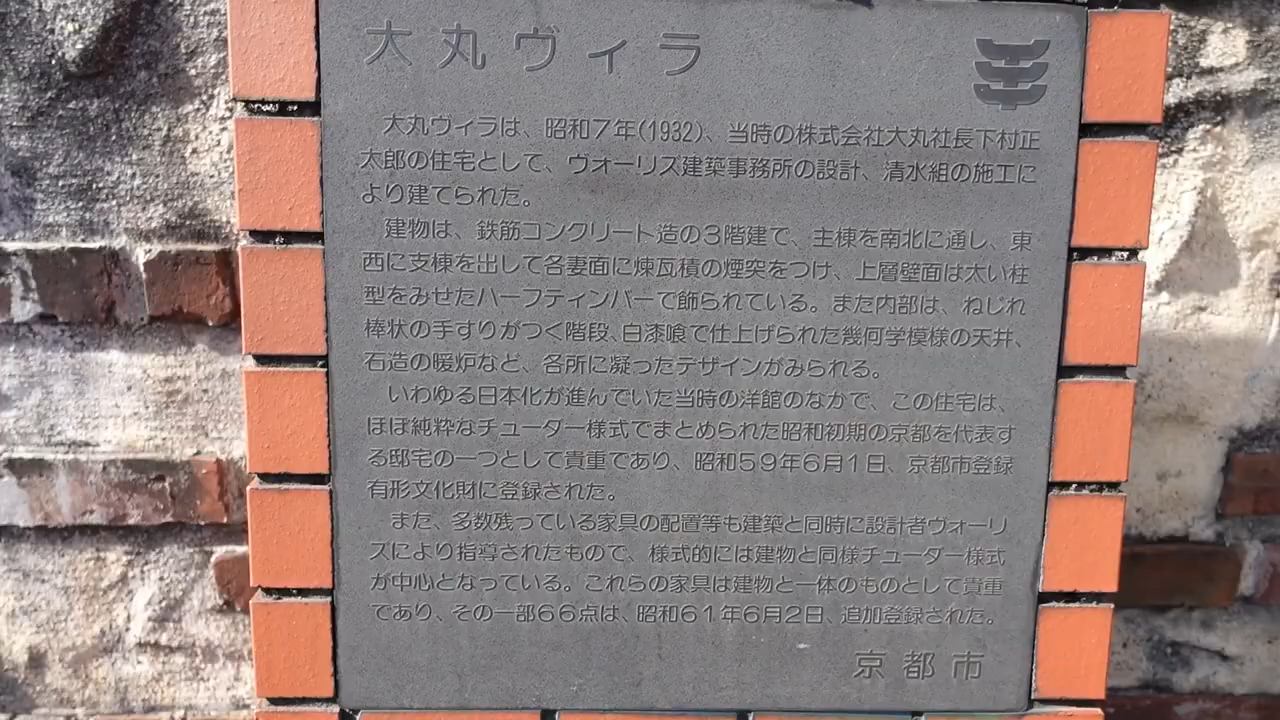 大丸ヴィラ
大丸ヴィラは、昭和7年(1932)、当時の株式会社大丸社長下村正
太郎の住宅として、ヴォーリズ建築事務所の設計、清水組の施工に
より建てられた。
建物は、鉄筋コンクリート造の3階建で、主棟を南北に通し、東
西に支棟を出して各妻面に煉瓦積の煙突をつけ、上層壁面は太い柱
型をみせたハーフティンバーで飾られている。また内部は、ねじれ
棒状の手すりがつく階段、白漆喰で仕上げられた幾何学模様の天井、
石造の暖炉など、各所に凝ったデザインがみられる。
いわゆる日本化が進んでいた当時の洋館のなかで、この住宅は、
ほぼ純粋なチューダー様式でまとめられた昭和初期の京都を代表す
る邸宅の一つとして貴重であり、昭和59年6月1日、京都市登録
有形文化財に登録された。
また、多数残っている家具の配置等も建築と同時に設計者ヴォーリ
ズにより指導されたもので、様式的には建物と同様チューダー様式
が中心となっている。これらの家具は建物と一体のものとして貴重
であり、その一部66点は、昭和61年6月2日、追加登録された。
京都市